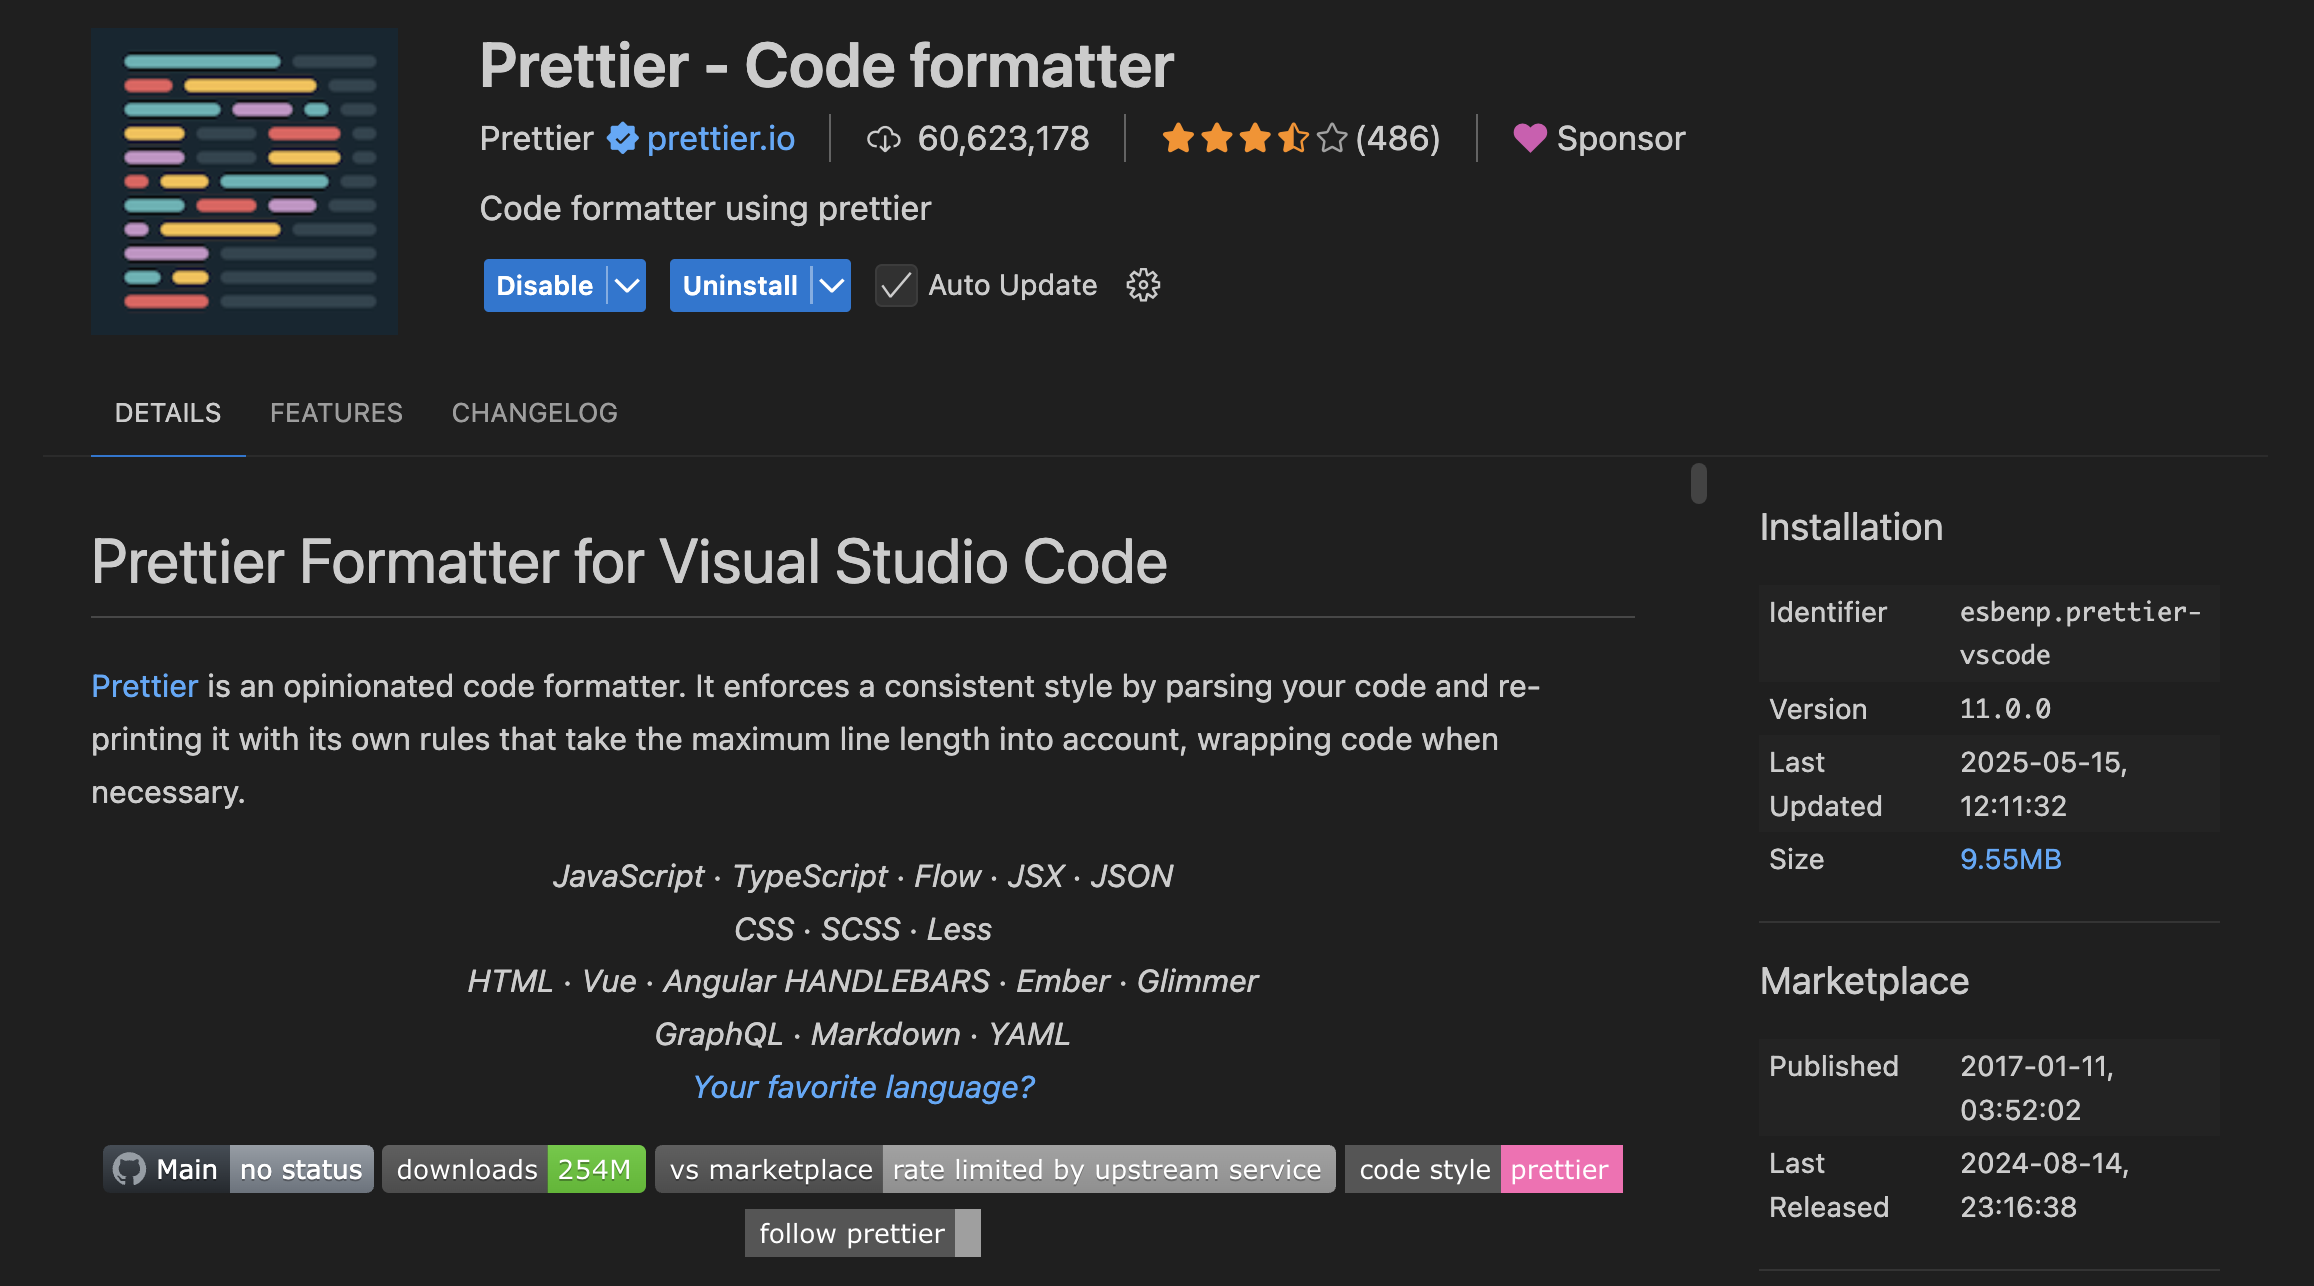 Prettier - Code formatter
Prettier prettier.io 60,623,178 (486) Sponsor
Code formatter using prettier
Disable Uninstall Auto Update
DETAILS FEATURES CHANGELOG
Prettier Formatter for Visual Studio Code
Prettier is an opinionated code formatter. It enforces a consistent style by parsing your code and re-
printing it with its own rules that take the maximum line length into account, wrapping code when
necessary.
JavaScript · TypeScript · Flow · JSX · JSON
CSS · SCSS · Less
HTML · Vue · Angular HANDLEBARS · Ember · Glimmer
GraphQL · Markdown · YAML
Your favorite language?
Main no status downloads 254M vs marketplace rate limited by upstream service code style prettier
follow prettier
Installation
Identifier esbenp.prettier-
vscode
Version 11.0.0
Last 2025-05-15,
Updated 12:11:32
Size 9.55MB
Marketplace
Published 2017-01-11,
03:52:02
Last 2024-08-14,
Released 23:16:38